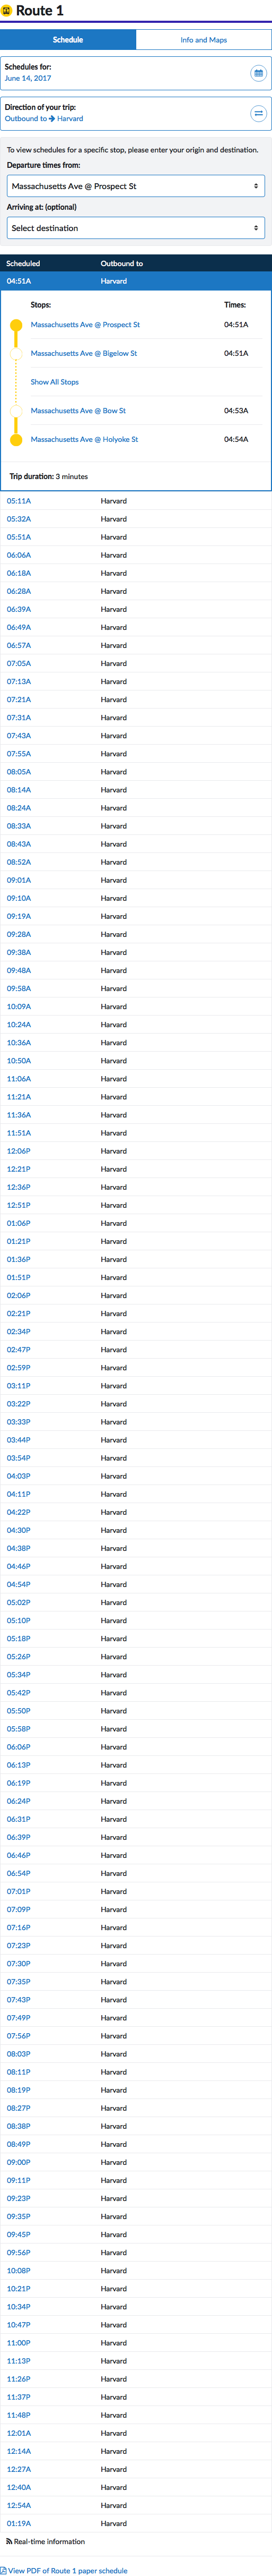 Route 1
Schedule Info and Maps
Schedules for:
June 14, 2017
Direction of your trip:
Outbound to → Harvard
To view schedules for a specific stop, please enter your origin and destination.
Departure times from:
Massachusetts Ave @ Prospect St
Arriving at: (optional)
Select destination
Scheduled Outbound to
04:51A Harvard
Stops: Times:
Massachusetts Ave @ Prospect St 04:51A
Massachusetts Ave @ Bigelow St 04:51A
Show All Stops
Massachusetts Ave @ Bow St 04:53A
Massachusetts Ave @ Holyoke St 04:54A
Trip duration: 3 minutes
05:11A Harvard
05:32A Harvard
05:51A Harvard
06:06A Harvard
06:18A Harvard
06:28A Harvard
06:39A Harvard
06:49A Harvard
06:57A Harvard
07:05A Harvard
07:13A Harvard
07:21A Harvard
07:31A Harvard
07:43A Harvard
07:55A Harvard
08:05A Harvard
08:14A Harvard
08:24A Harvard
08:33A Harvard
08:43A Harvard
08:52A Harvard
09:01A Harvard
09:10A Harvard
09:19A Harvard
09:28A Harvard
09:38A Harvard
09:48A Harvard
09:58A Harvard
10:09A Harvard
10:24A Harvard
10:36A Harvard
10:50A Harvard
11:06A Harvard
11:21A Harvard
11:36A Harvard
11:51A Harvard
12:06P Harvard
12:21P Harvard
12:36P Harvard
12:51P Harvard
01:06P Harvard
01:21P Harvard
01:36P Harvard
01:51P Harvard
02:06P Harvard
02:21P Harvard
02:34P Harvard
02:47P Harvard
02:59P Harvard
03:11P Harvard
03:22P Harvard
03:33P Harvard
03:44P Harvard
03:54P Harvard
04:03P Harvard
04:11P Harvard
04:22P Harvard
04:30P Harvard
04:38P Harvard
04:46P Harvard
04:54P Harvard
05:02P Harvard
05:10P Harvard
05:18P Harvard
05:26P Harvard
05:34P Harvard
05:42P Harvard
05:50P Harvard
05:58P Harvard
06:06P Harvard
06:13P Harvard
06:19P Harvard
06:24P Harvard
06:31P Harvard
06:39P Harvard
06:46P Harvard
06:54P Harvard
07:01P Harvard
07:09P Harvard
07:16P Harvard
07:23P Harvard
07:30P Harvard
07:35P Harvard
07:43P Harvard
07:49P Harvard
07:56P Harvard
08:03P Harvard
08:11P Harvard
08:19P Harvard
08:27P Harvard
08:38P Harvard
08:49P Harvard
09:00P Harvard
09:11P Harvard
09:23P Harvard
09:35P Harvard
09:45P Harvard
09:56P Harvard
10:08P Harvard
10:21P Harvard
10:34P Harvard
10:47P Harvard
11:00P Harvard
11:13P Harvard
11:26P Harvard
11:37P Harvard
11:48P Harvard
12:01A Harvard
12:14A Harvard
12:27A Harvard
12:40A Harvard
12:54A Harvard
01:19A Harvard
Real-time information
View PDF of Route 1 paper schedule